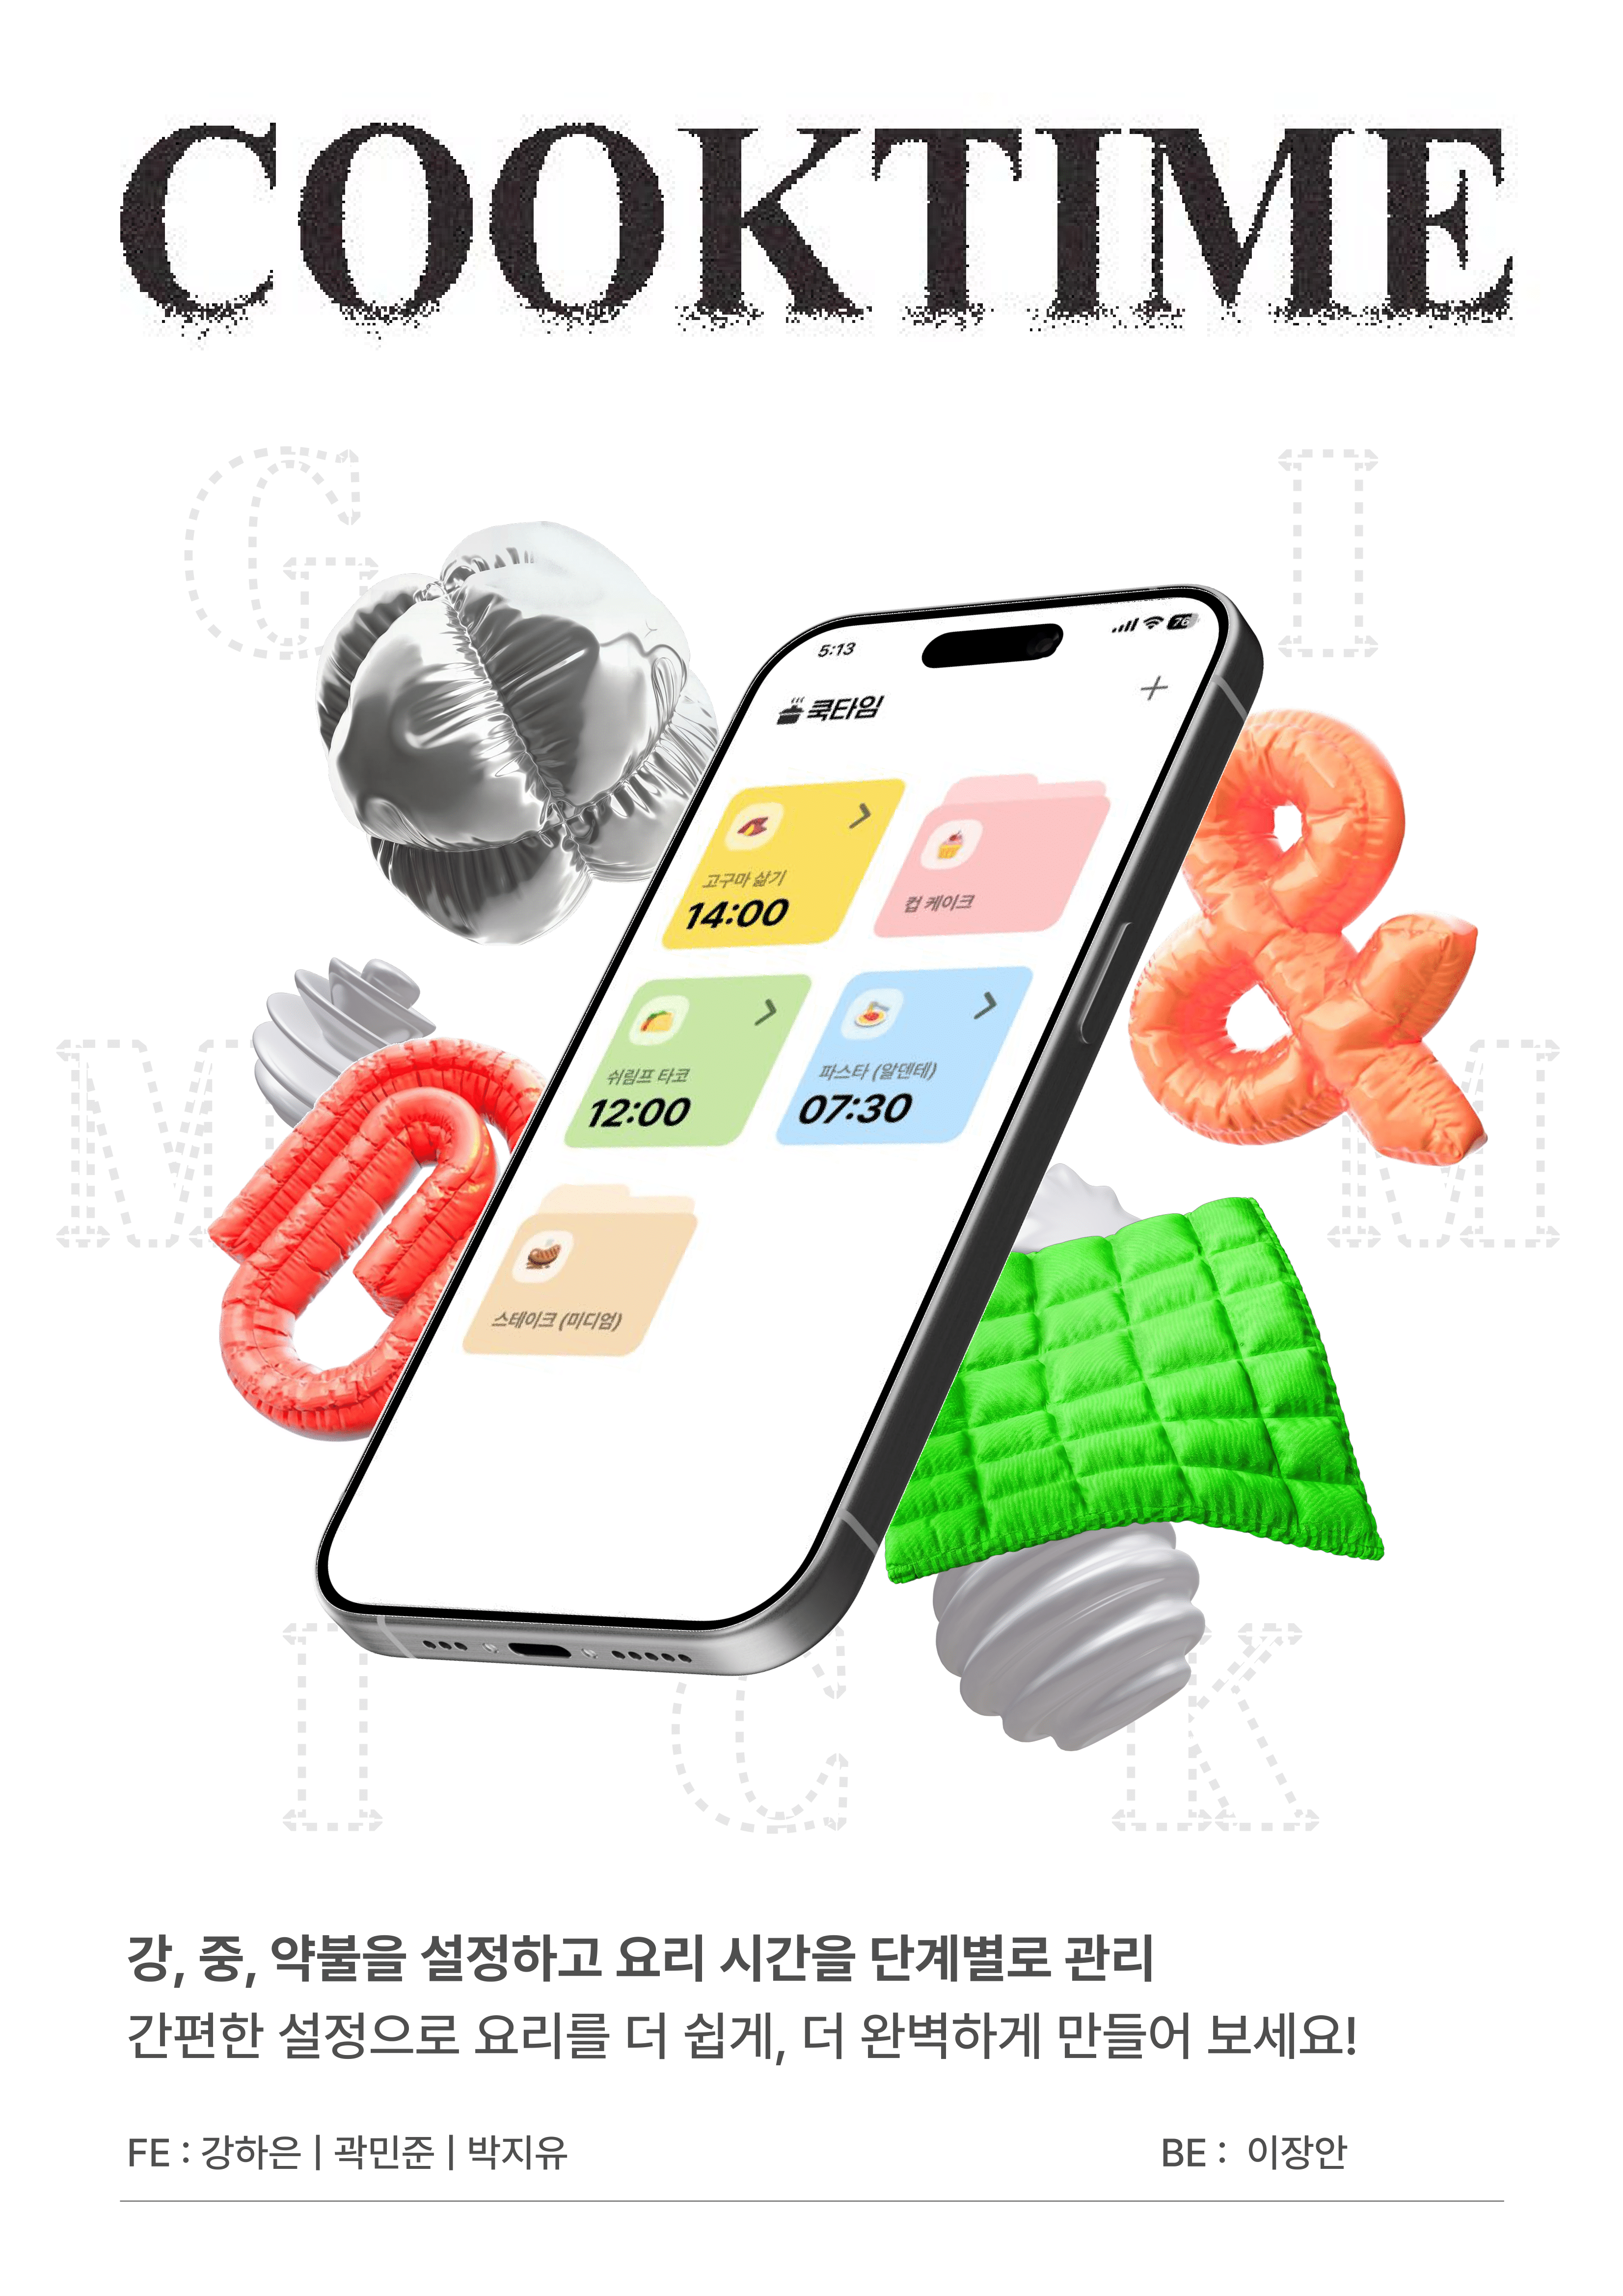 COOKTIME
G I
5:13 76
쿡타임
고구마 삶기
14:00
컵 케이크
쉬림프 타코
12:00
파스타 (알덴테)
07:30
M M
스테이크 (미디엄)
I C K
강, 중, 약불을 설정하고 요리 시간을 단계별로 관리
간편한 설정으로 요리를 더 쉽게, 더 완벽하게 만들어 보세요!
FE : 강하은 | 곽민준 | 박지유 BE : 이장안